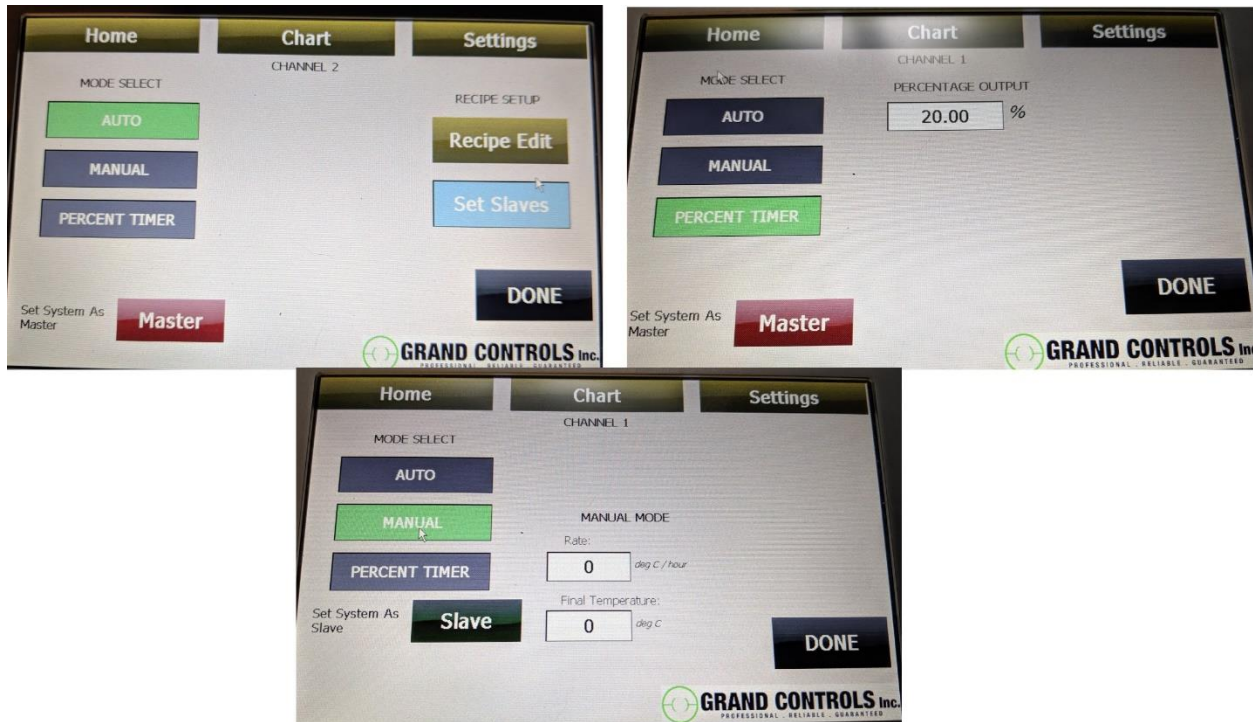 Home Chart Settings
CHANNEL 2
MODE SELECT
RECIPE SETUP
AUTO
Recipe Edit
MANUAL
Set Slaves
PERCENT TIMER
DONE
Set System As
Master
Master
GRAND CONTROLS Inc.
PROFESSIONAL . RELIABLE . GUARANTEED
Home Chart Settings
CHANNEL 1
MODE SELECT
PERCENTAGE OUTPUT
AUTO
20.00 %
MANUAL
PERCENT TIMER
DONE
Set System As
Master
Master
GRAND CONTROLS Inc
PROFESSIONAL . RELIABLE . GUARANTEED
Home Chart Settings
CHANNEL 1
MODE SELECT
AUTO
MANUAL
MANUAL MODE
Rate:
PERCENT TIMER
0 deg C / hour
Set System As
Slave
Slave
Final Temperature:
0 deg C
DONE
GRAND CONTROLS Inc.
PROFESSIONAL . RELIABLE . GUARANTEED